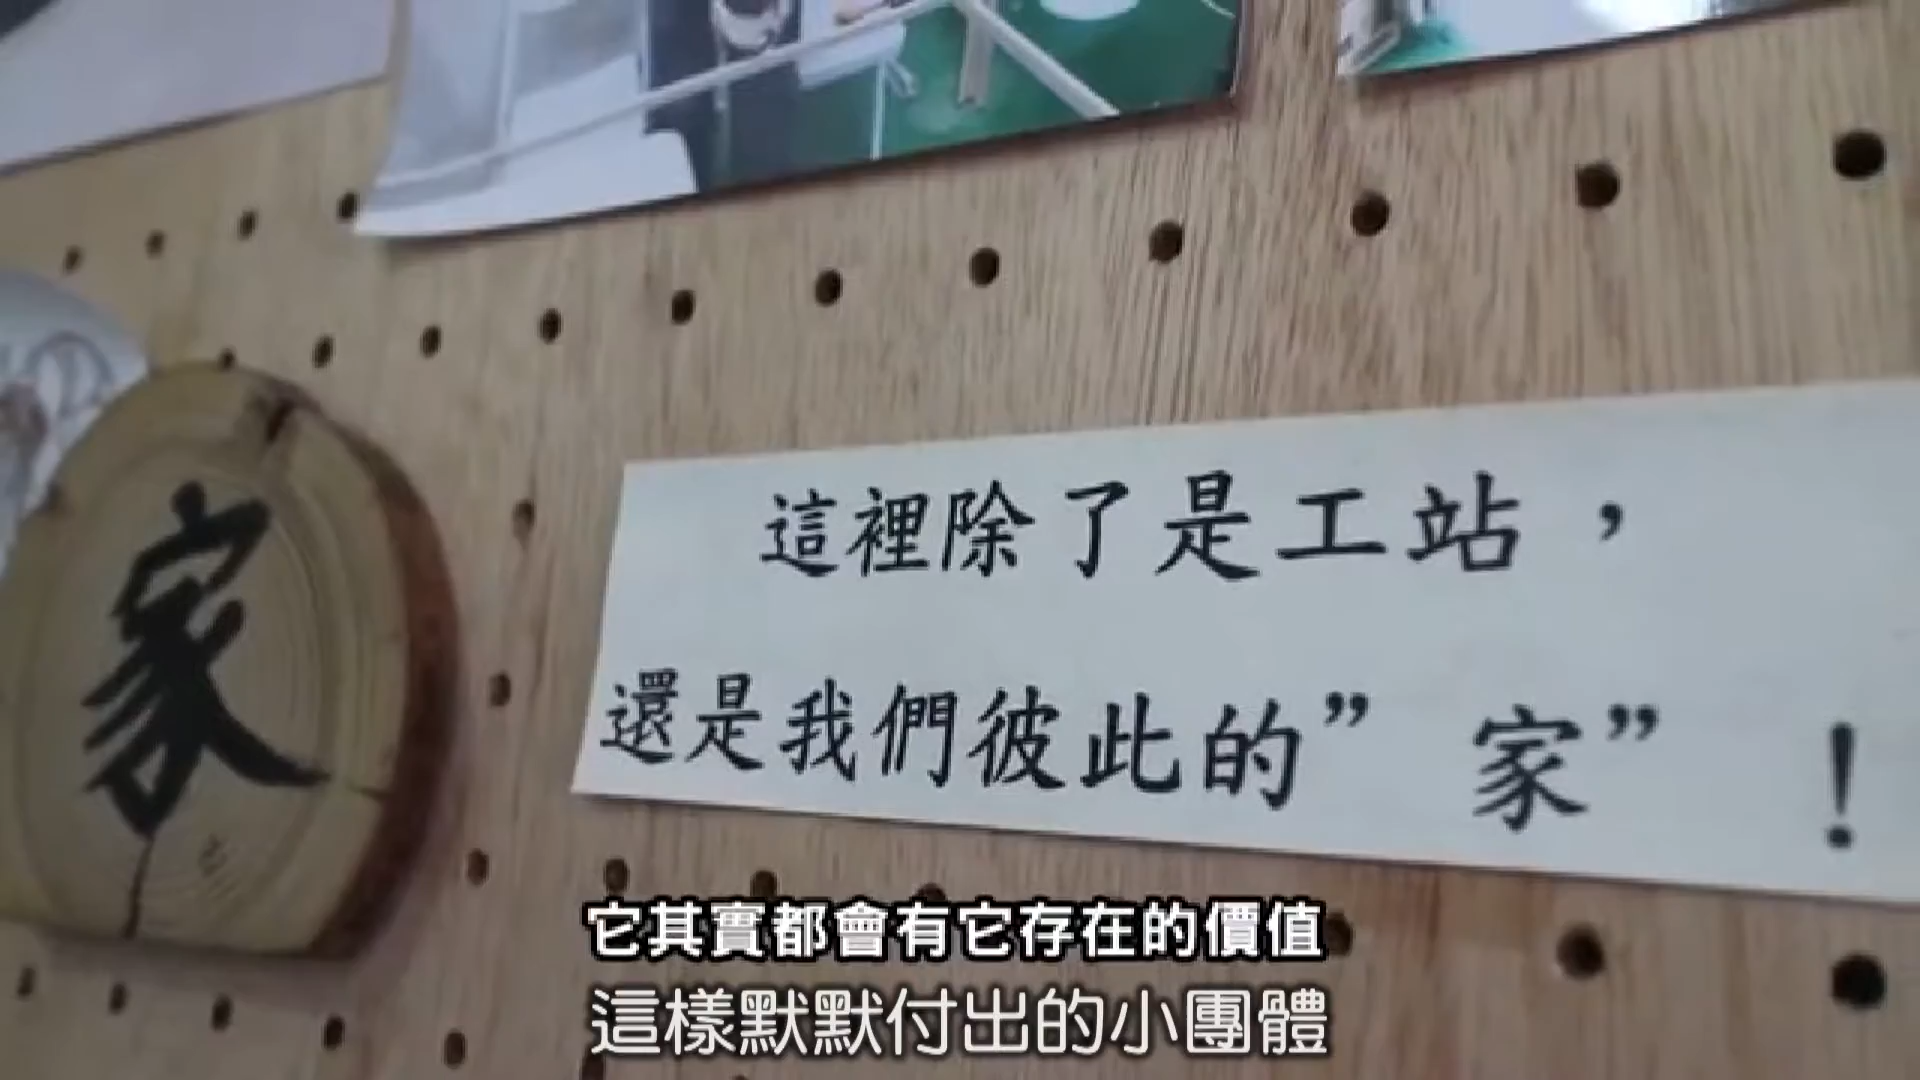 家
這裡除了是工站，
還是我們彼此的”家”！
它其實都會有它存在的價值
這樣默默付出的小團體